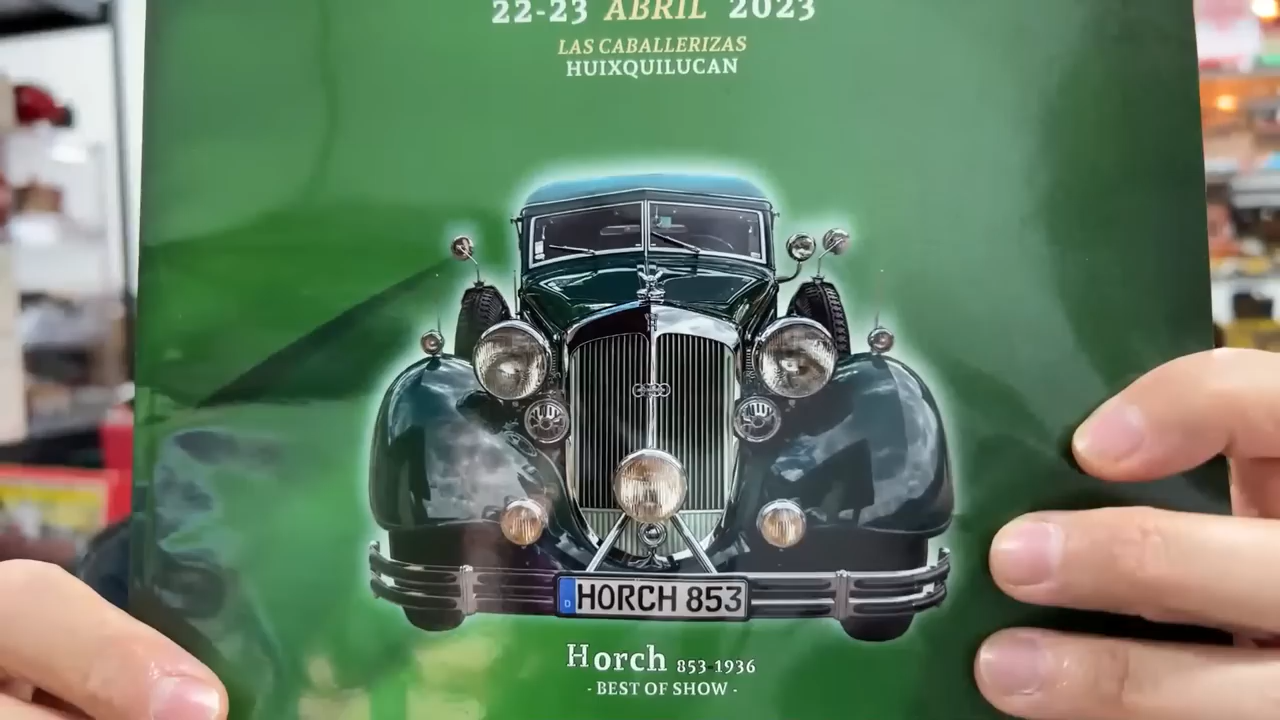 22-23 ABRIL 2023
LAS CABALLERIZAS
HUIXQUILUCAN
D HORCH 853
Horch 853-1936
- BEST OF SHOW -